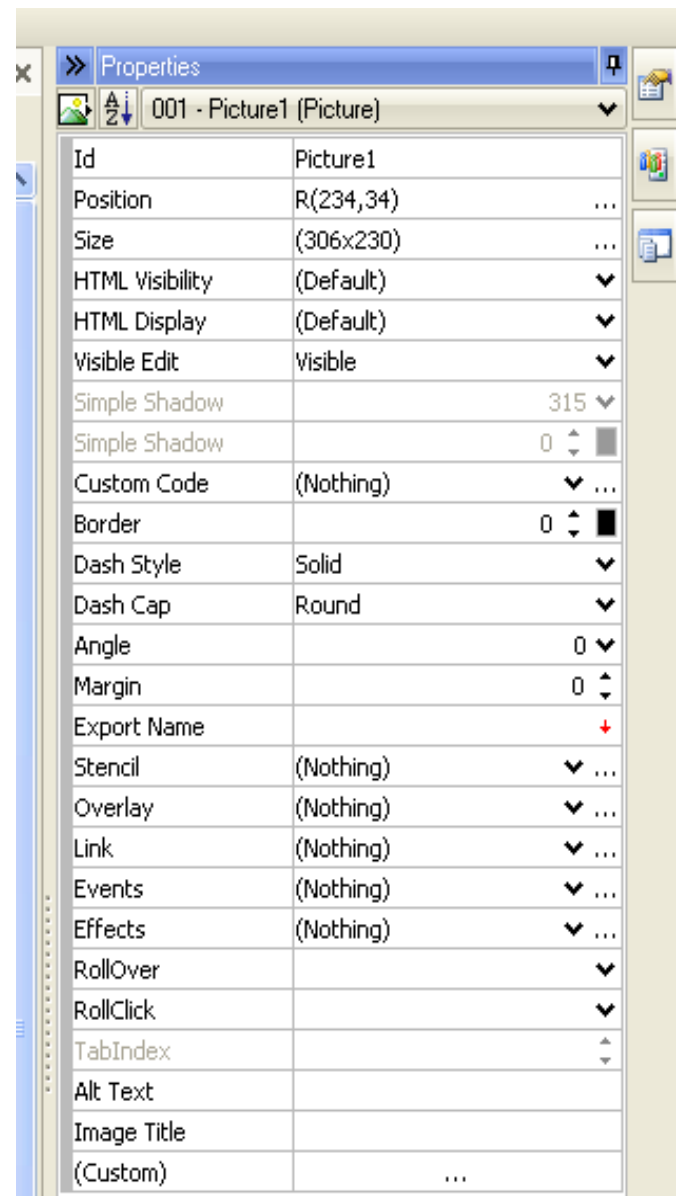 Properties
001 - Picture1 (Picture)
Id Picture1
Position R(234,34) ...
Size (306x230) ...
HTML Visibility (Default)
HTML Display (Default)
Visible Edit Visible
Simple Shadow 315
Simple Shadow 0
Custom Code (Nothing) ...
Border 0
Dash Style Solid
Dash Cap Round
Angle 0
Margin 0
Export Name
Stencil (Nothing) ...
Overlay (Nothing) ...
Link (Nothing) ...
Events (Nothing) ...
Effects (Nothing) ...
RollOver
RollClick
TabIndex
Alt Text
Image Title
(Custom) ...